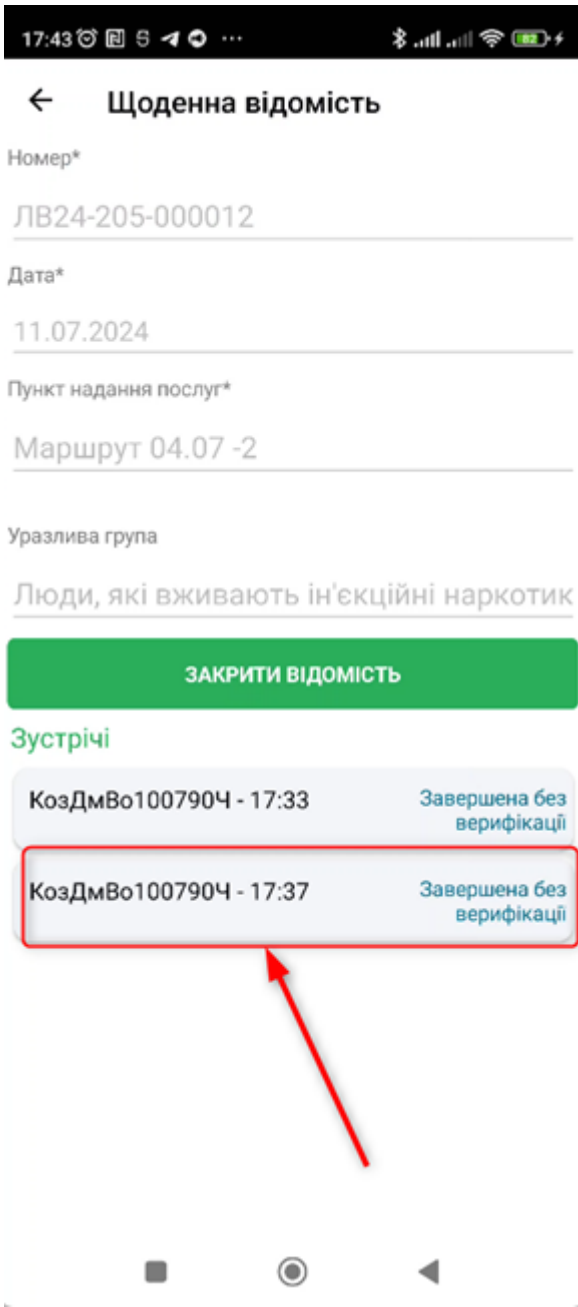 17:43
82
Щоденна відомість
Номер*
ЛВ24-205-000012
Дата*
11.07.2024
Пункт надання послуг*
Маршрут 04.07 -2
Уразлива група
Люди, які вживають ін'єкційні наркотик
ЗАКРИТИ ВІДОМІСТЬ
Зустрічі
КозДмВо100790Ч - 17:33
Завершена без
верифікації
КозДмВо100790Ч - 17:37
Завершена без
верифікації